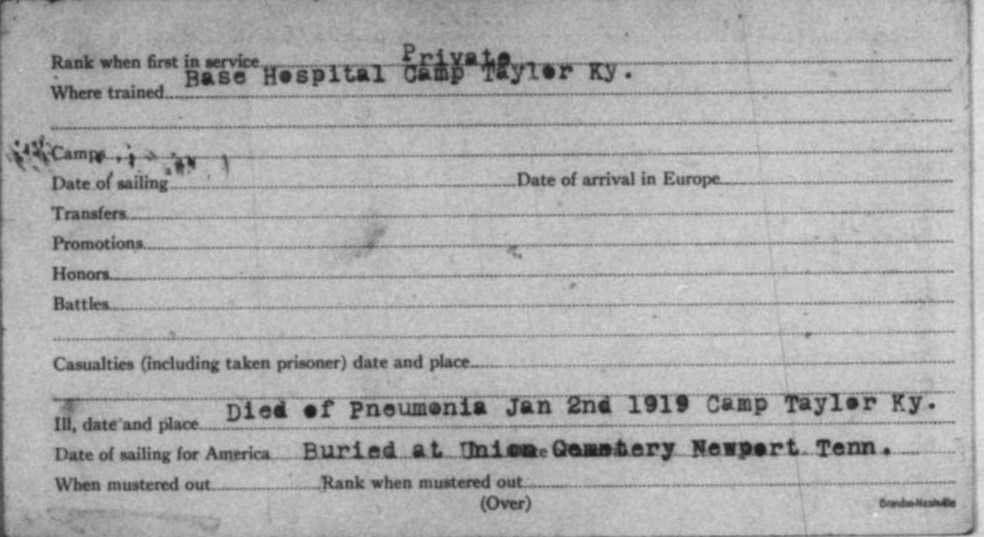 Rank when first in service Private
Where trained Base Hospital Camp Taylor Ky.
Camps
Date of sailing Date of arrival in Europe
Transfers
Promotions
Honors
Battles
Casualties (including taken prisoner) date and place
Ill, date and place Died of Pneumonia Jan 2nd 1919 Camp Taylor Ky.
Date of sailing for America Buried at Union Cemetery Newport Tenn.
When mustered out Rank when mustered out
(Over) Brandon-Nashville